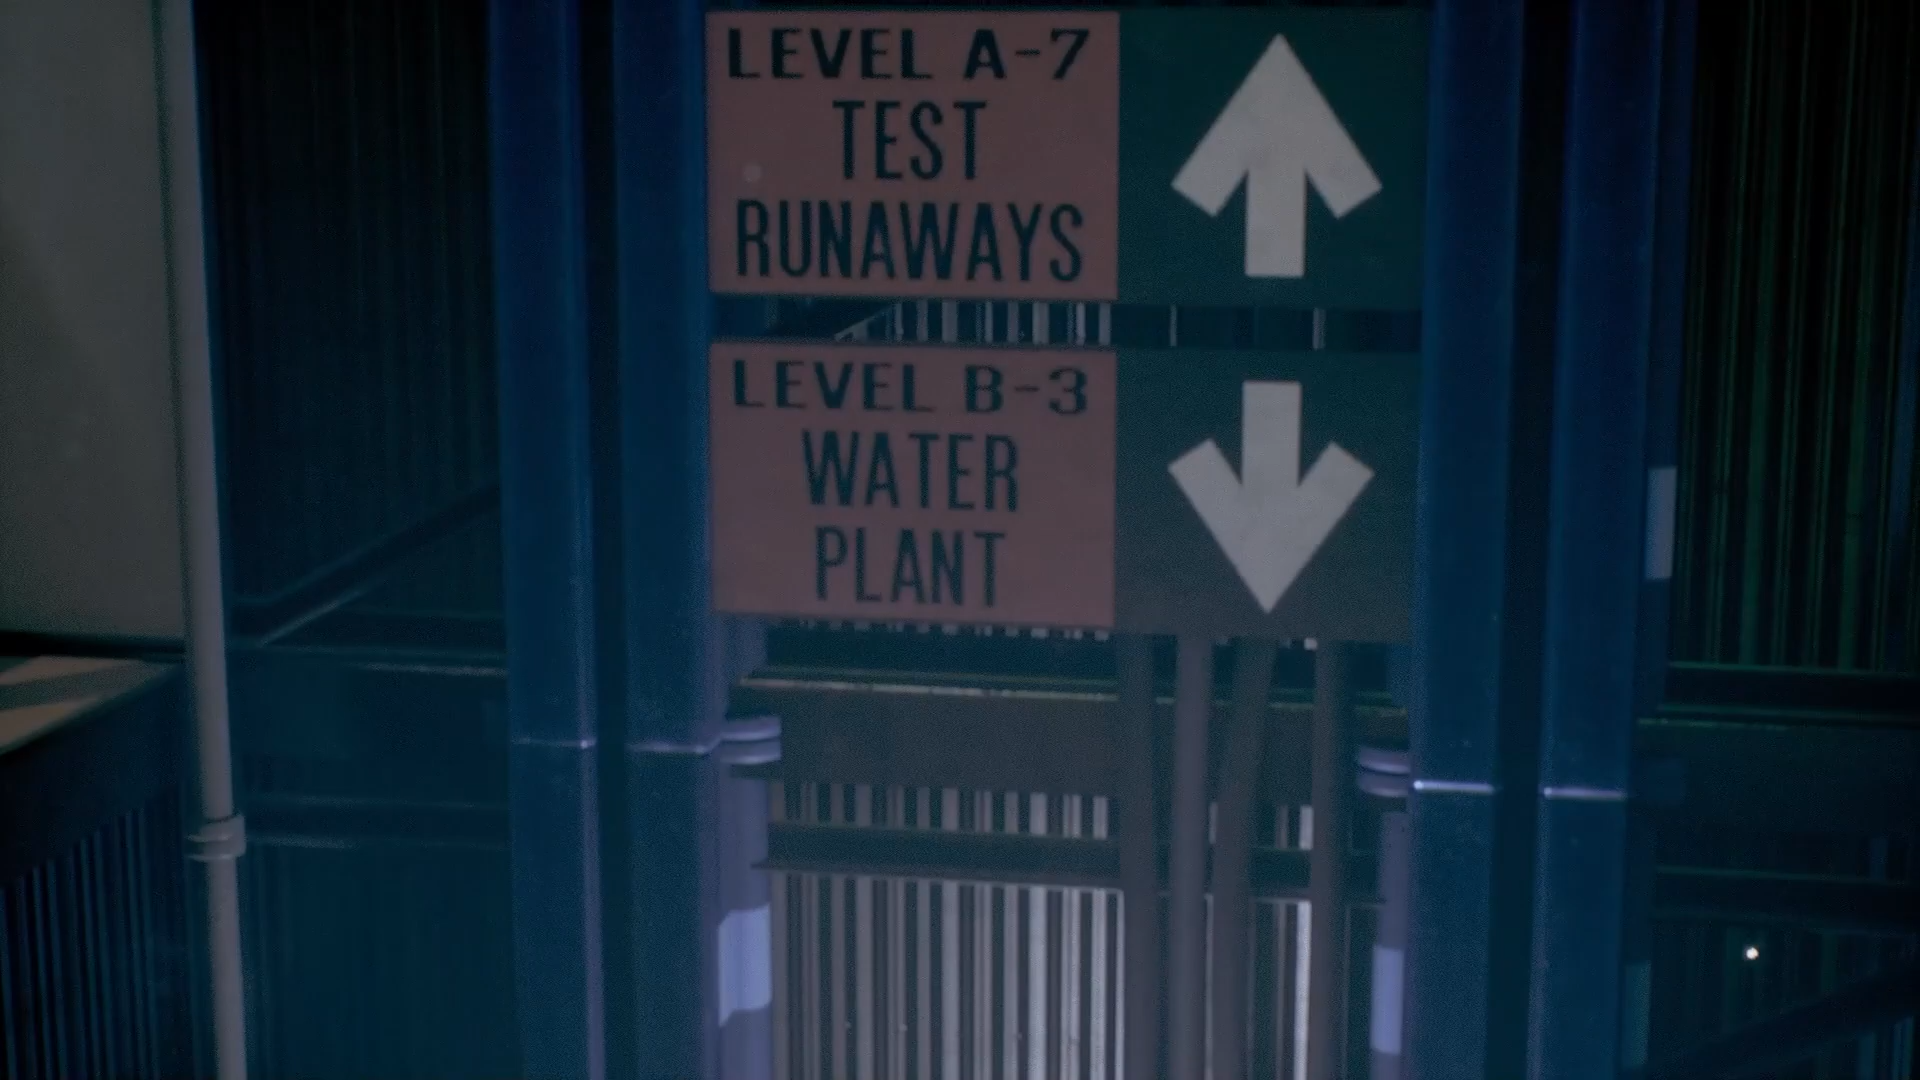 LEVEL A-7
TEST
RUNAWAYS
LEVEL B-3
WATER
PLANT